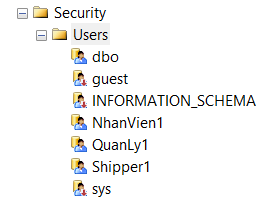 Security
Users
dbo
guest
INFORMATION_SCHEMA
NhanVien1
QuanLy1
Shipper1
sys